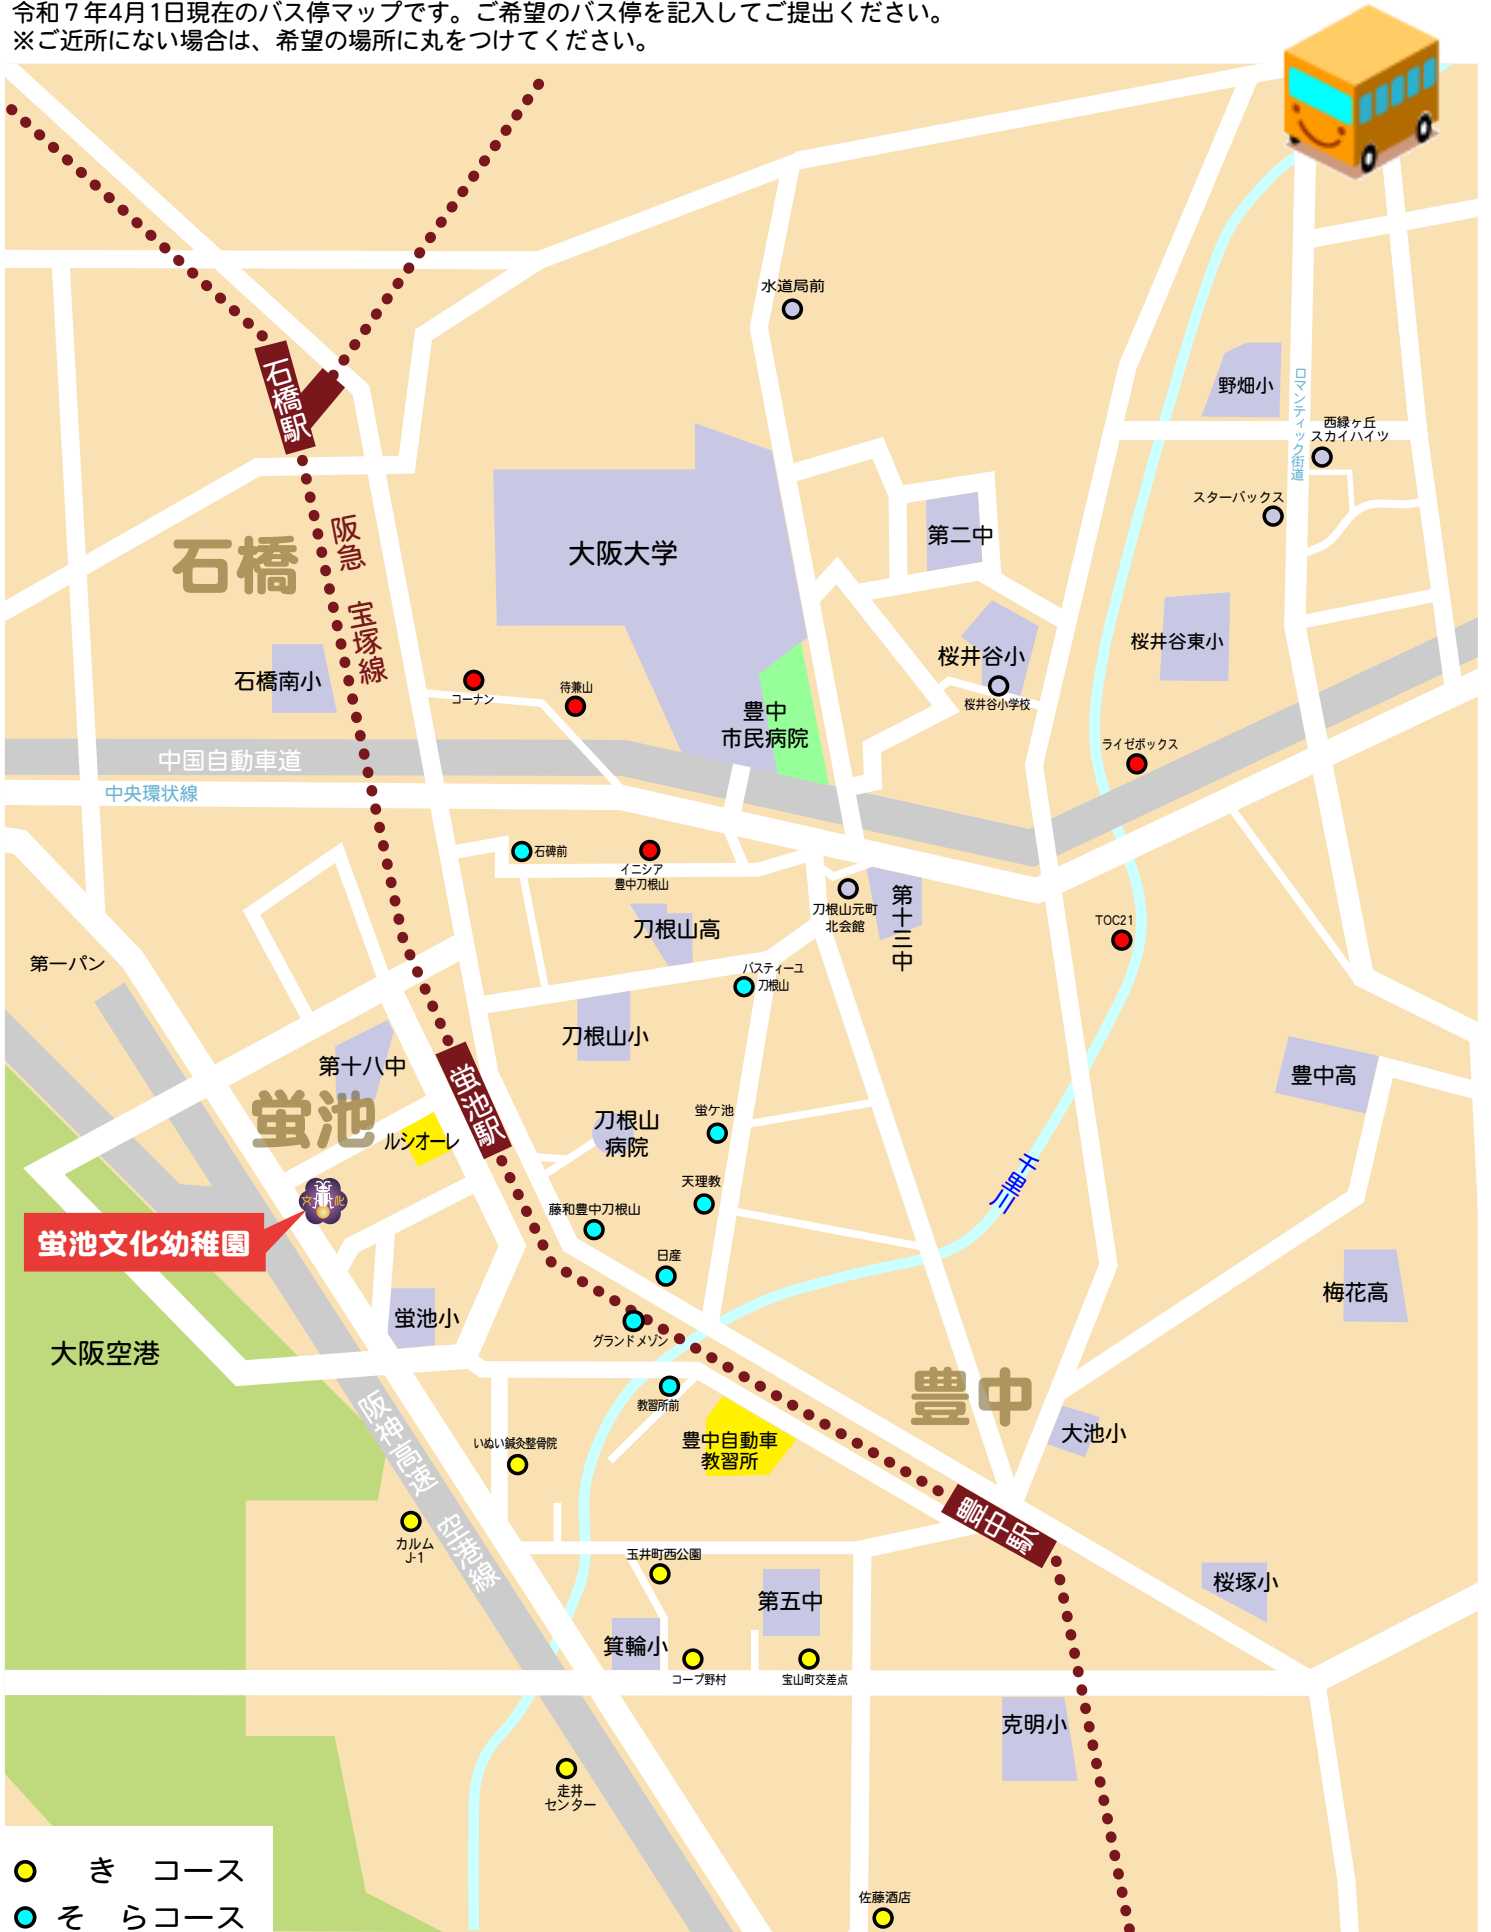 令和７年4月1日現在のバス停マップです。ご希望のバス停を記入してご提出ください。
※ご近所にない場合は、希望の場所に丸をつけてください。
水道局前
石橋駅
野畑小
ロマンティック街道
西緑ヶ丘
スカイハイツ
スターバックス
阪急 宝塚線
石橋
大阪大学
第二中
桜井谷東小
桜井谷小
桜井谷小学校
石橋南小
コーナン
待兼山
豊中
市民病院
ライゼボックス
中国自動車道
中央環状線
石碑前
イニシア
豊中刀根山
刀根山元町
北会館
第十三中
TOC21
刀根山高
第一パン
バスティーユ
刀根山
刀根山小
第十八中
蛍池駅
豊中高
蛍池
ルシオーレ
刀根山
病院
蛍ケ池
千里川
天理教
文
化
藤和豊中刀根山
蛍池文化幼稚園
日産
梅花高
蛍池小
グランドメゾン
大阪空港
豊中
教習所前
阪神高速 空港線
大池小
いぬい鍼灸整骨院
豊中自動車
教習所
豊中駅
カルム
J-1
玉井町西公園
桜塚小
第五中
箕輪小
コープ野村
宝山町交差点
克明小
走井
センター
き コース
そ らコース
佐藤酒店